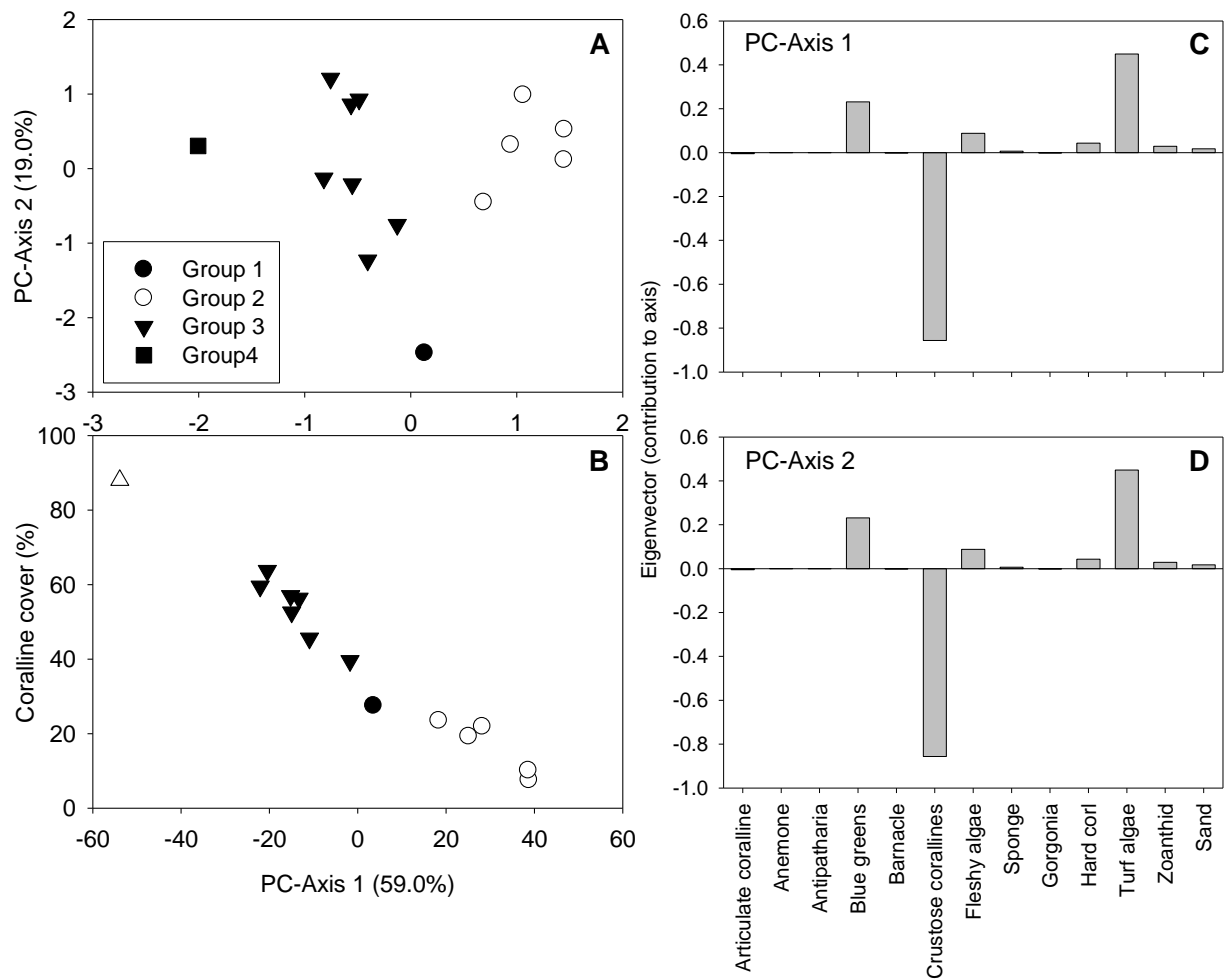 A
PC-Axis 2 (19.0%)
2
1
0
-1
-2
-3
Group 1
Group 2
Group 3
Group4
-3
-2
-1
0
1
2
B
Coralline cover (%)
100
80
60
40
20
0
-60
-40
-20
0
20
40
60
PC-Axis 1 (59.0%)
Eigenvector (contribution to axis)
PC-Axis 1
C
0.6
0.4
0.2
0.0
-0.2
-0.4
-0.6
-0.8
-1.0
PC-Axis 2
D
0.6
0.4
0.2
0.0
-0.2
-0.4
-0.6
-0.8
-1.0
Articulate coralline
Anemone
Antipatharia
Blue greens
Barnacle
Crustose corallines
Fleshy algae
Sponge
Gorgonia
Hard corl
Turf algae
Zoanthid
Sand